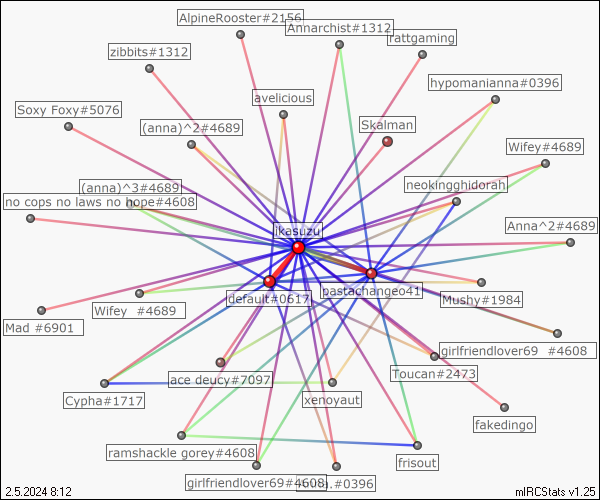 AlpineRooster#2156
Annarchist#1312
rattgaming
zibbits#1312
hypomanianna#0396
avelicious
Soxy Foxy#5076
(anna)^2#4689
Skalman
Wifey#4689
(anna)^3#4689
neokingghidorah
no cops no laws no hope#4608
Anna^2#4689
ikasuzu
default#0617
pastachangeo41
Mushy#1984
Wifey  #4689
Mad #6901
girlfriendlover69  #4608
ace deucy#7097
Toucan#2473
Cypha#1717
xenoyaut
fakedingo
ramshackle gorey#4608
frisout
girlfriendlover69#4608
#0396
2.5.2024 8:12
mIRCStats v1.25